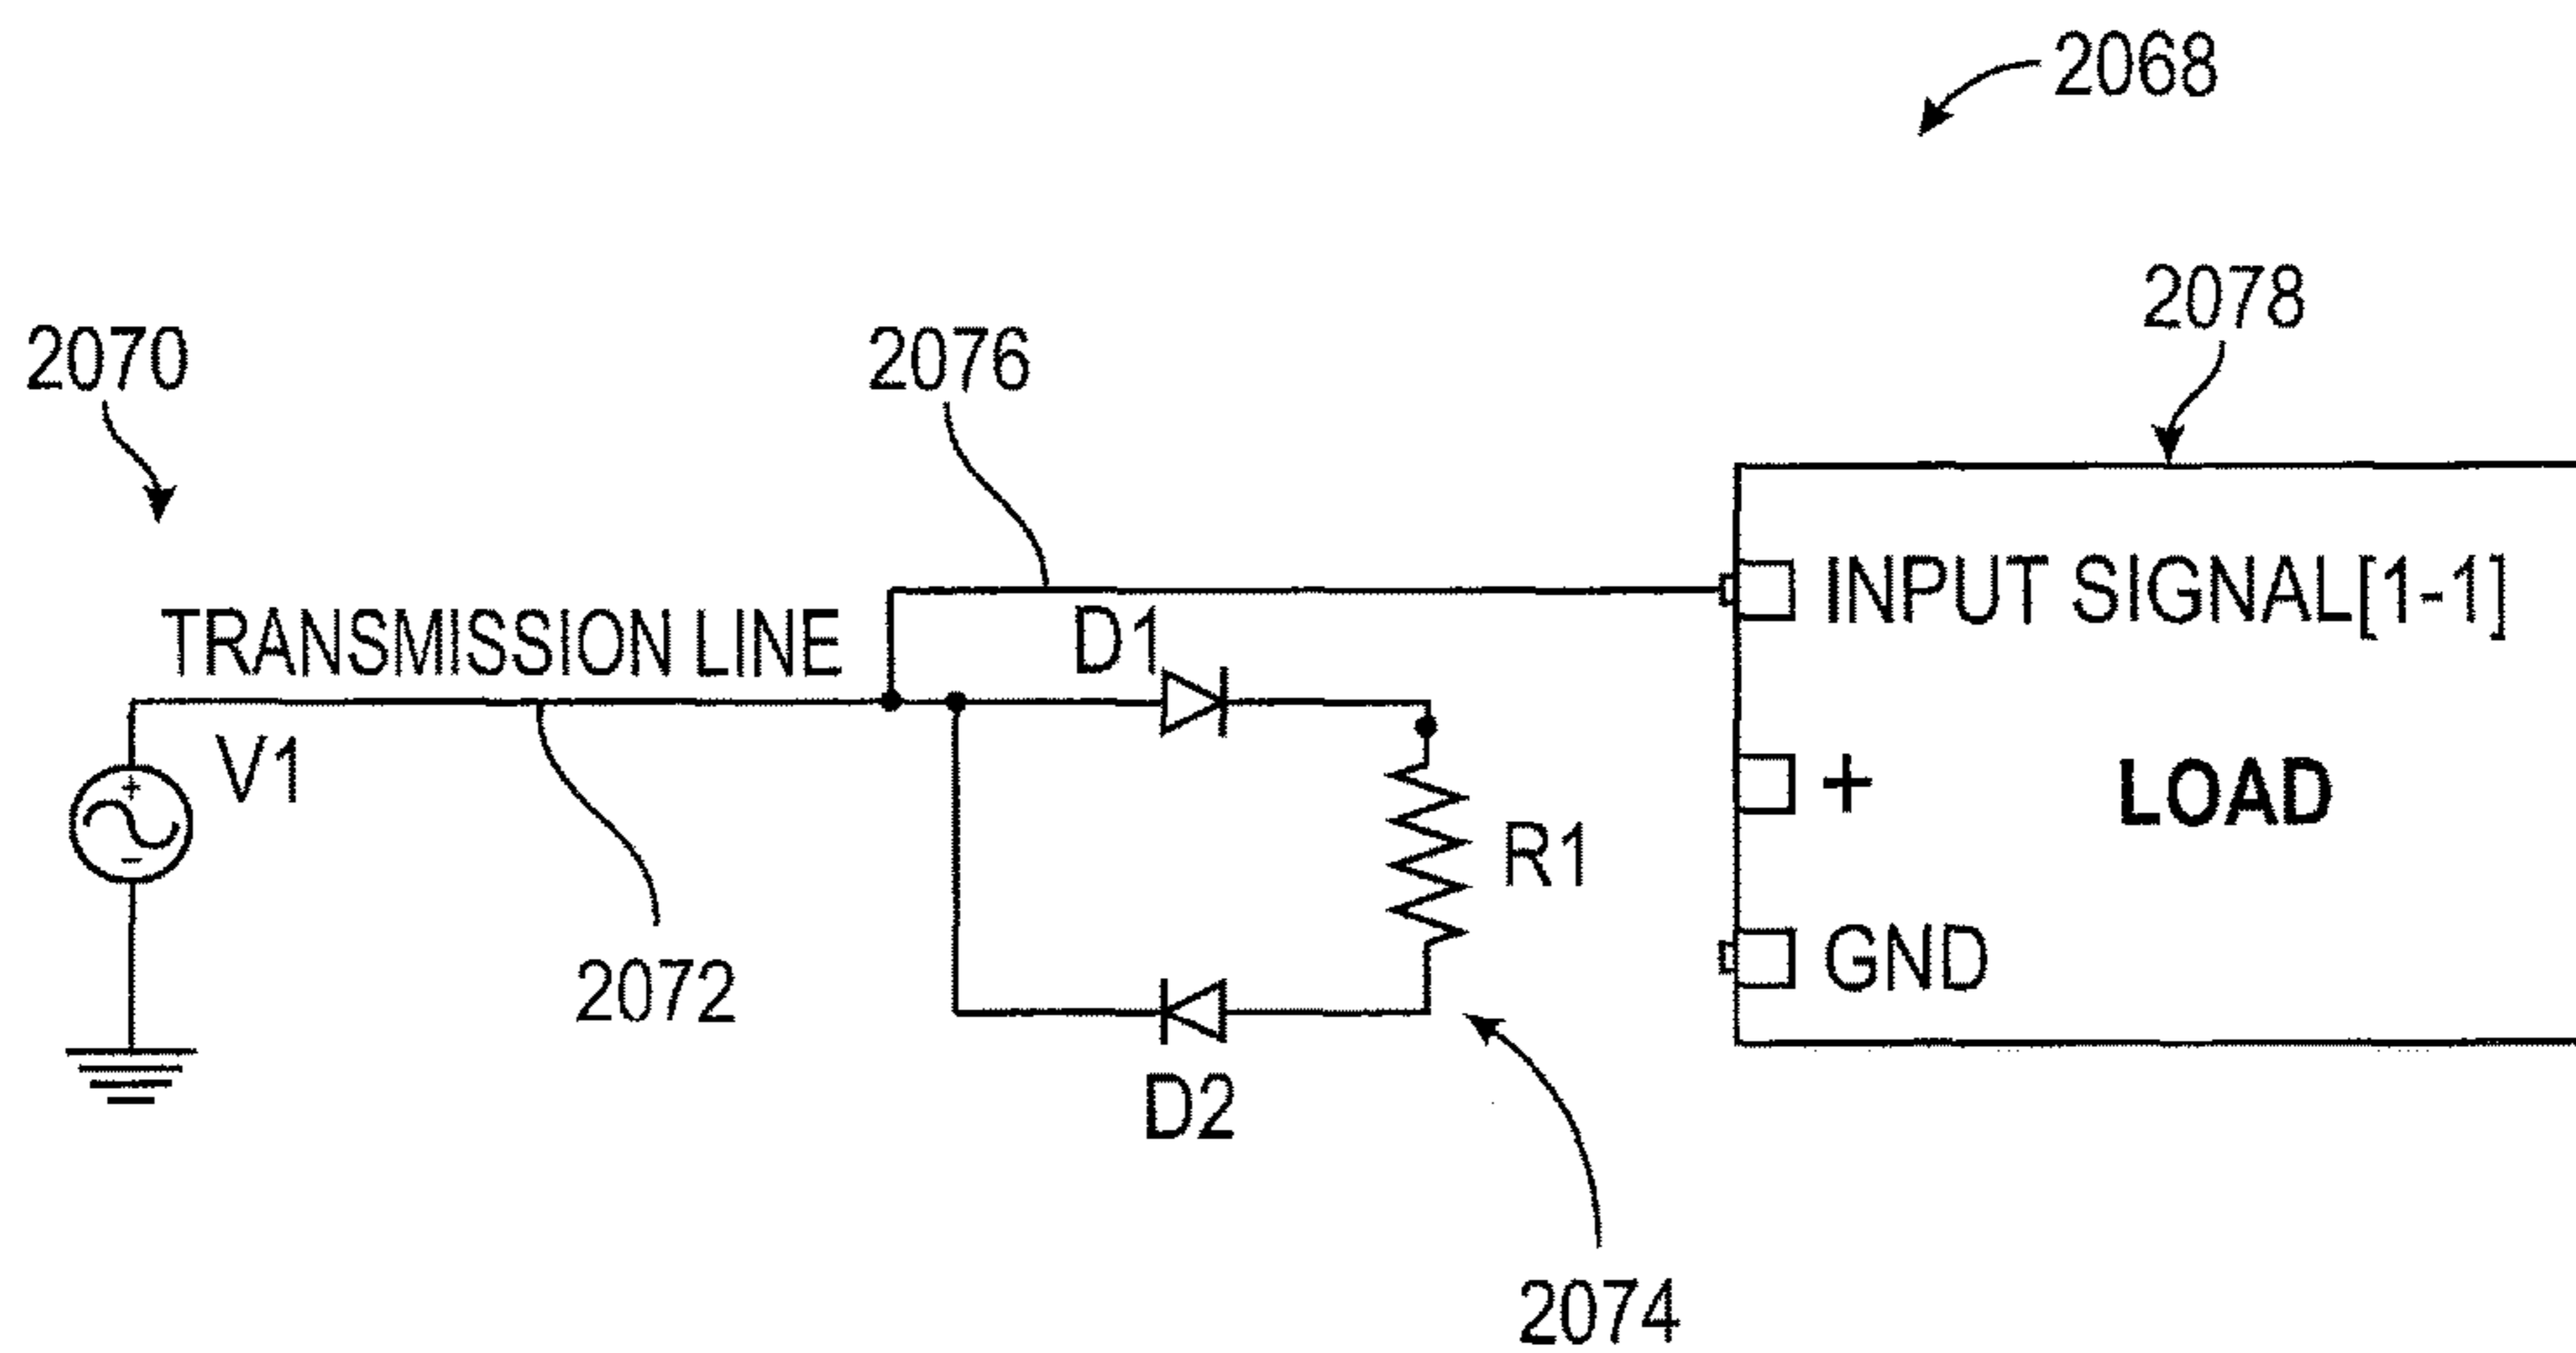 2068
2078
2070
2076
TRANSMISSION LINE
D1
INPUT SIGNAL[1-1]
V1
+
LOAD
R1
GND
2072
D2
2074